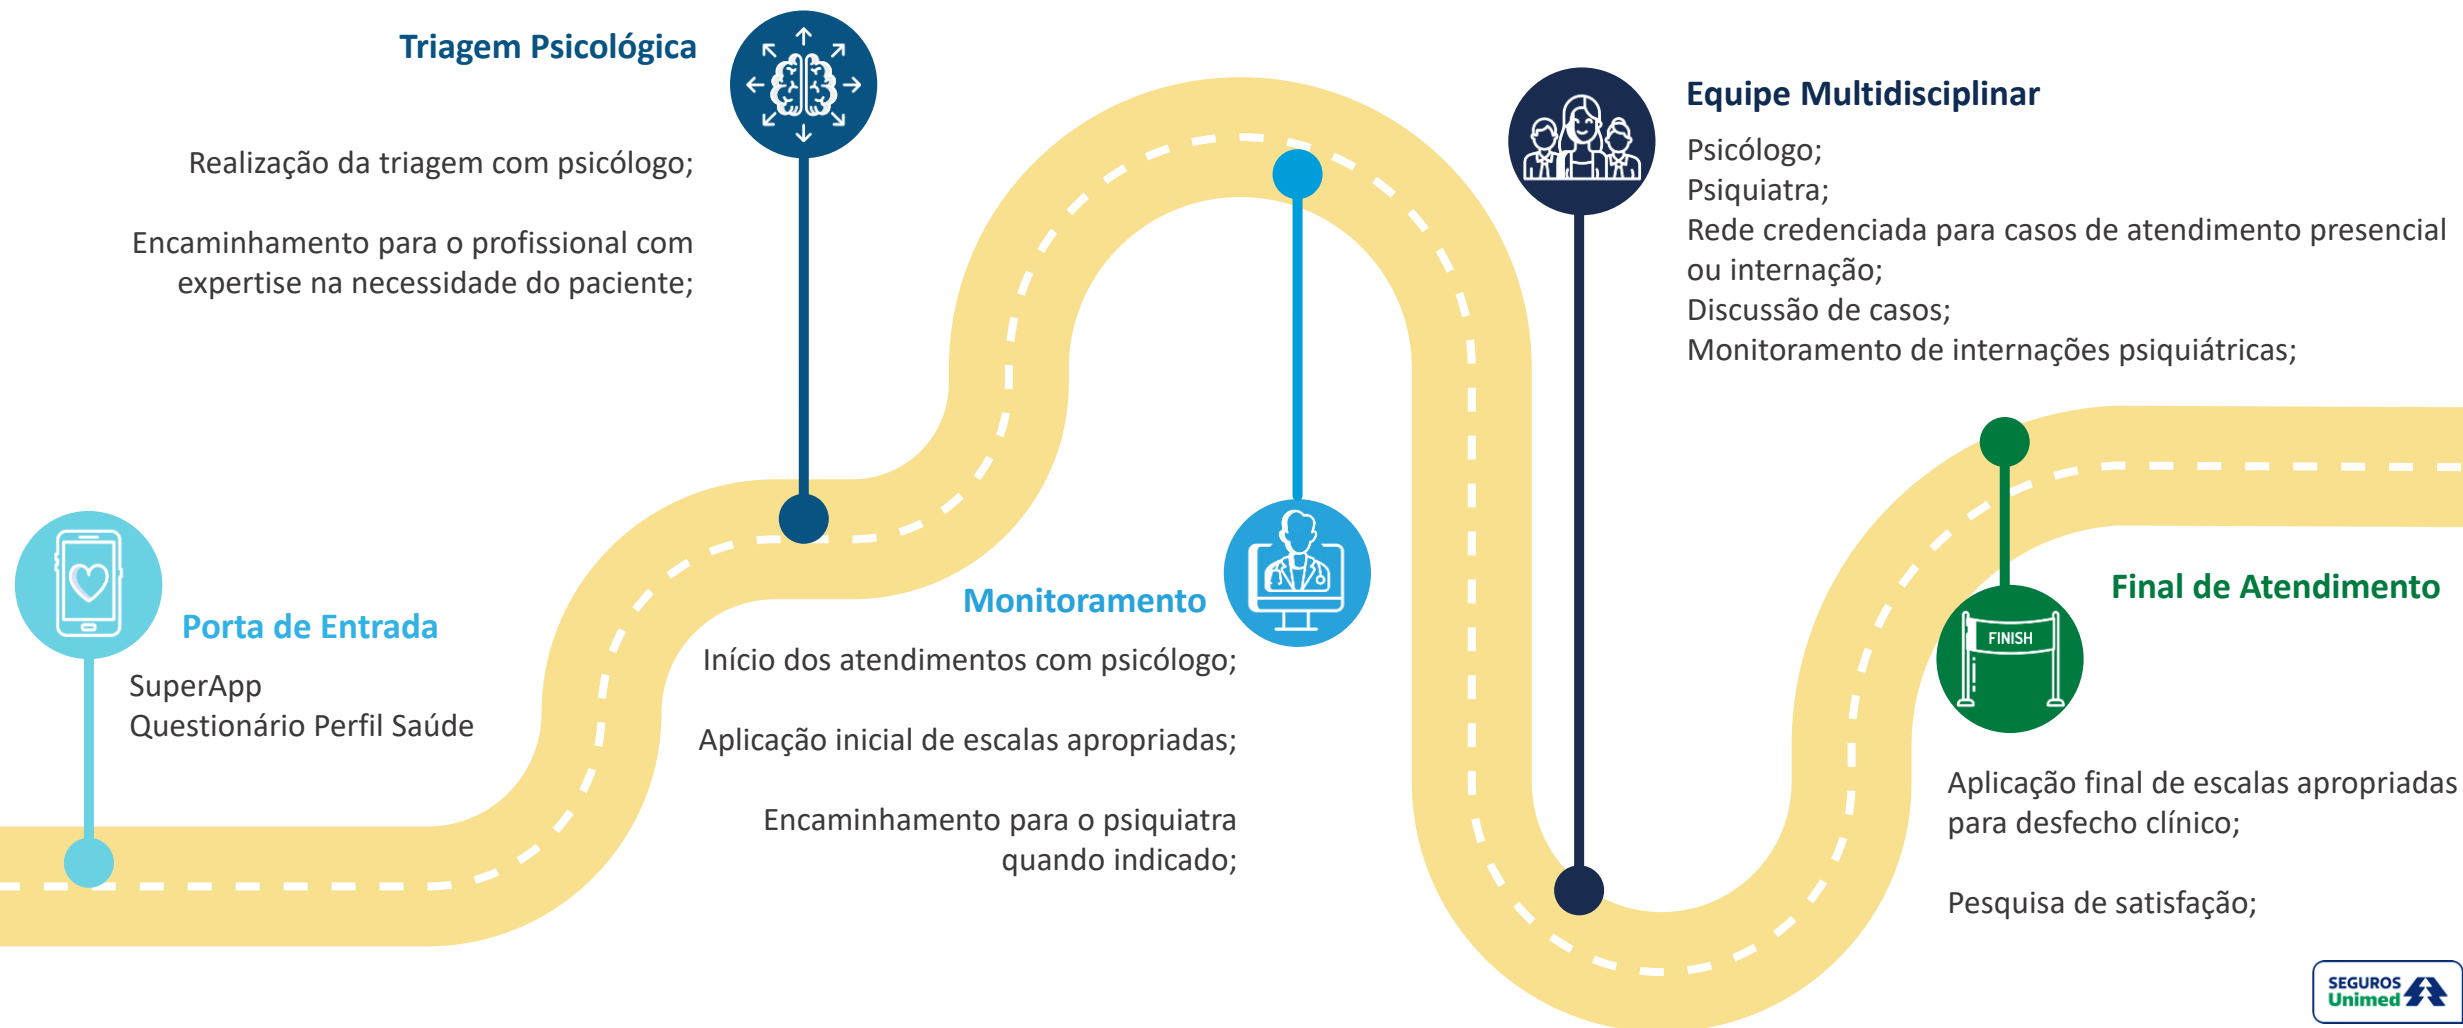 Triagem Psicológica
Realização da triagem com psicólogo;
Encaminhamento para o profissional com
expertise na necessidade do paciente;
Equipe Multidisciplinar
Psicólogo;
Psiquiatra;
Rede credenciada para casos de atendimento presencial
ou internação;
Discussão de casos;
Monitoramento de internações psiquiátricas;
Porta de Entrada
SuperApp
Questionário Perfil Saúde
Monitoramento
Início dos atendimentos com psicólogo;
Aplicação inicial de escalas apropriadas;
Encaminhamento para o psiquiatra
quando indicado;
Final de Atendimento
FINISH
Aplicação final de escalas apropriadas
para desfecho clínico;
Pesquisa de satisfação;
SEGUROS
Unimed